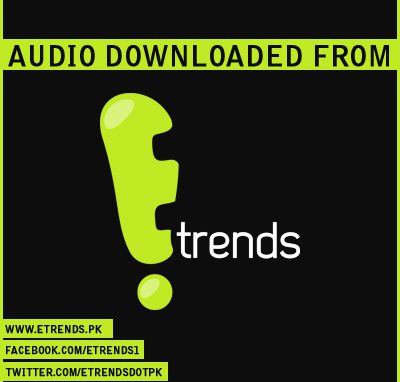 AUDIO DOWNLOADED FROM
trends
WWW.ETRENDS.PK
FACEBOOK.COM/ETRENDS1
TWITTER.COM/ETRENDSDOTPK